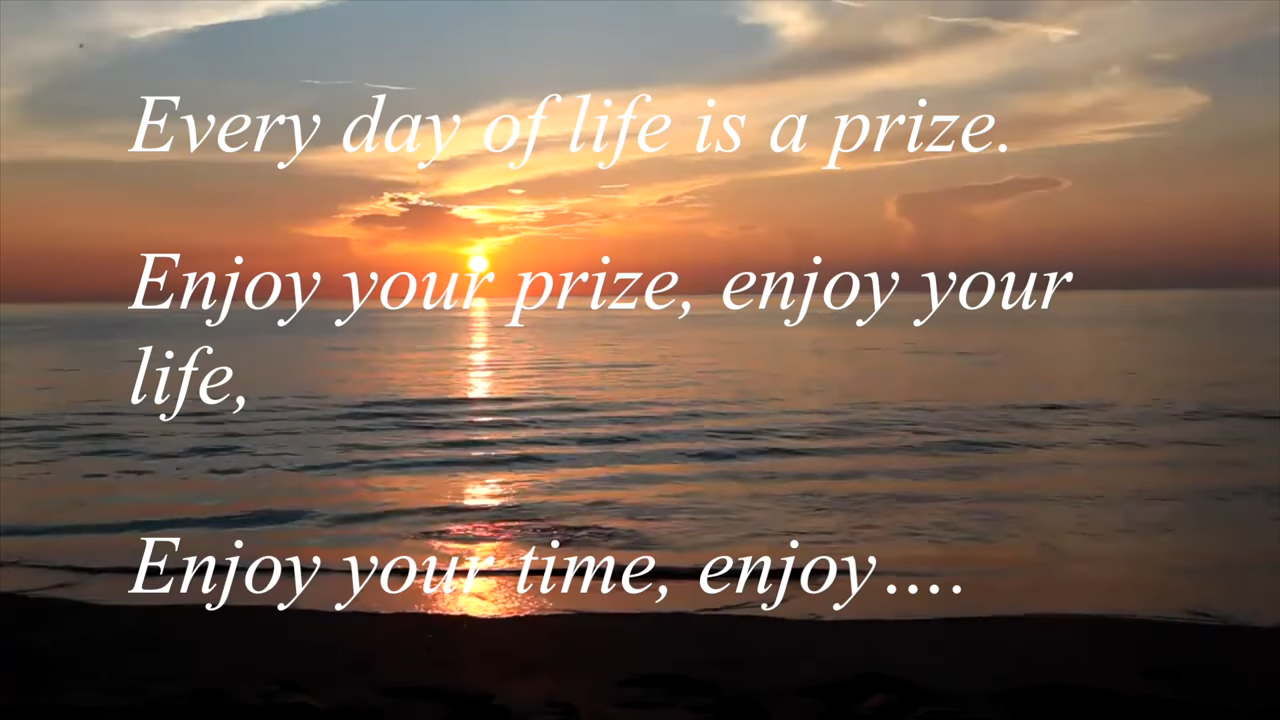 Every day of life is a prize.
Enjoy your prize, enjoy your
life,
Enjoy your time, enjoy….